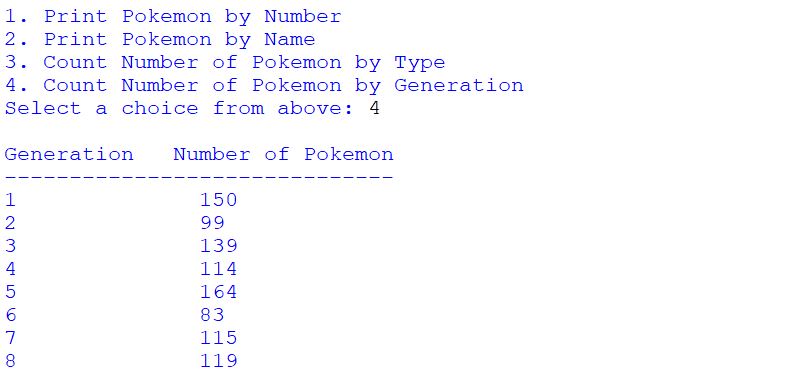 1. Print Pokemon by Number
2. Print Pokemon by Name
3. Count Number of Pokemon by Type
4. Count Number of Pokemon by Generation
Select a choice from above: 4
Generation   Number of Pokemon
------------------------------
1              150
2              99
3              139
4              114
5              164
6              83
7              115
8              119